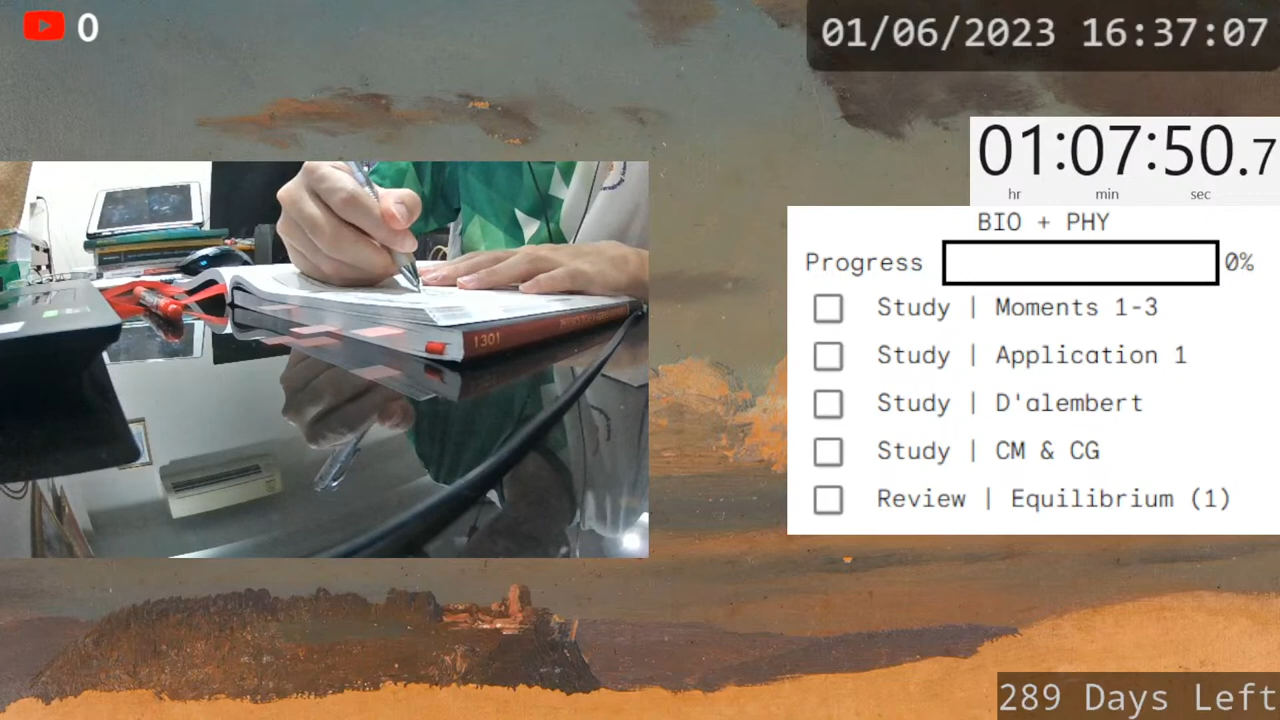 0
01/06/2023 16:37:07
01:07:50.7
hr min sec
BIO + PHY
Progress 0%
Study | Moments 1-3
Study | Application 1
Study | D'alembert
Study | CM & CG
Review | Equilibrium (1)
1301
289 Days Left